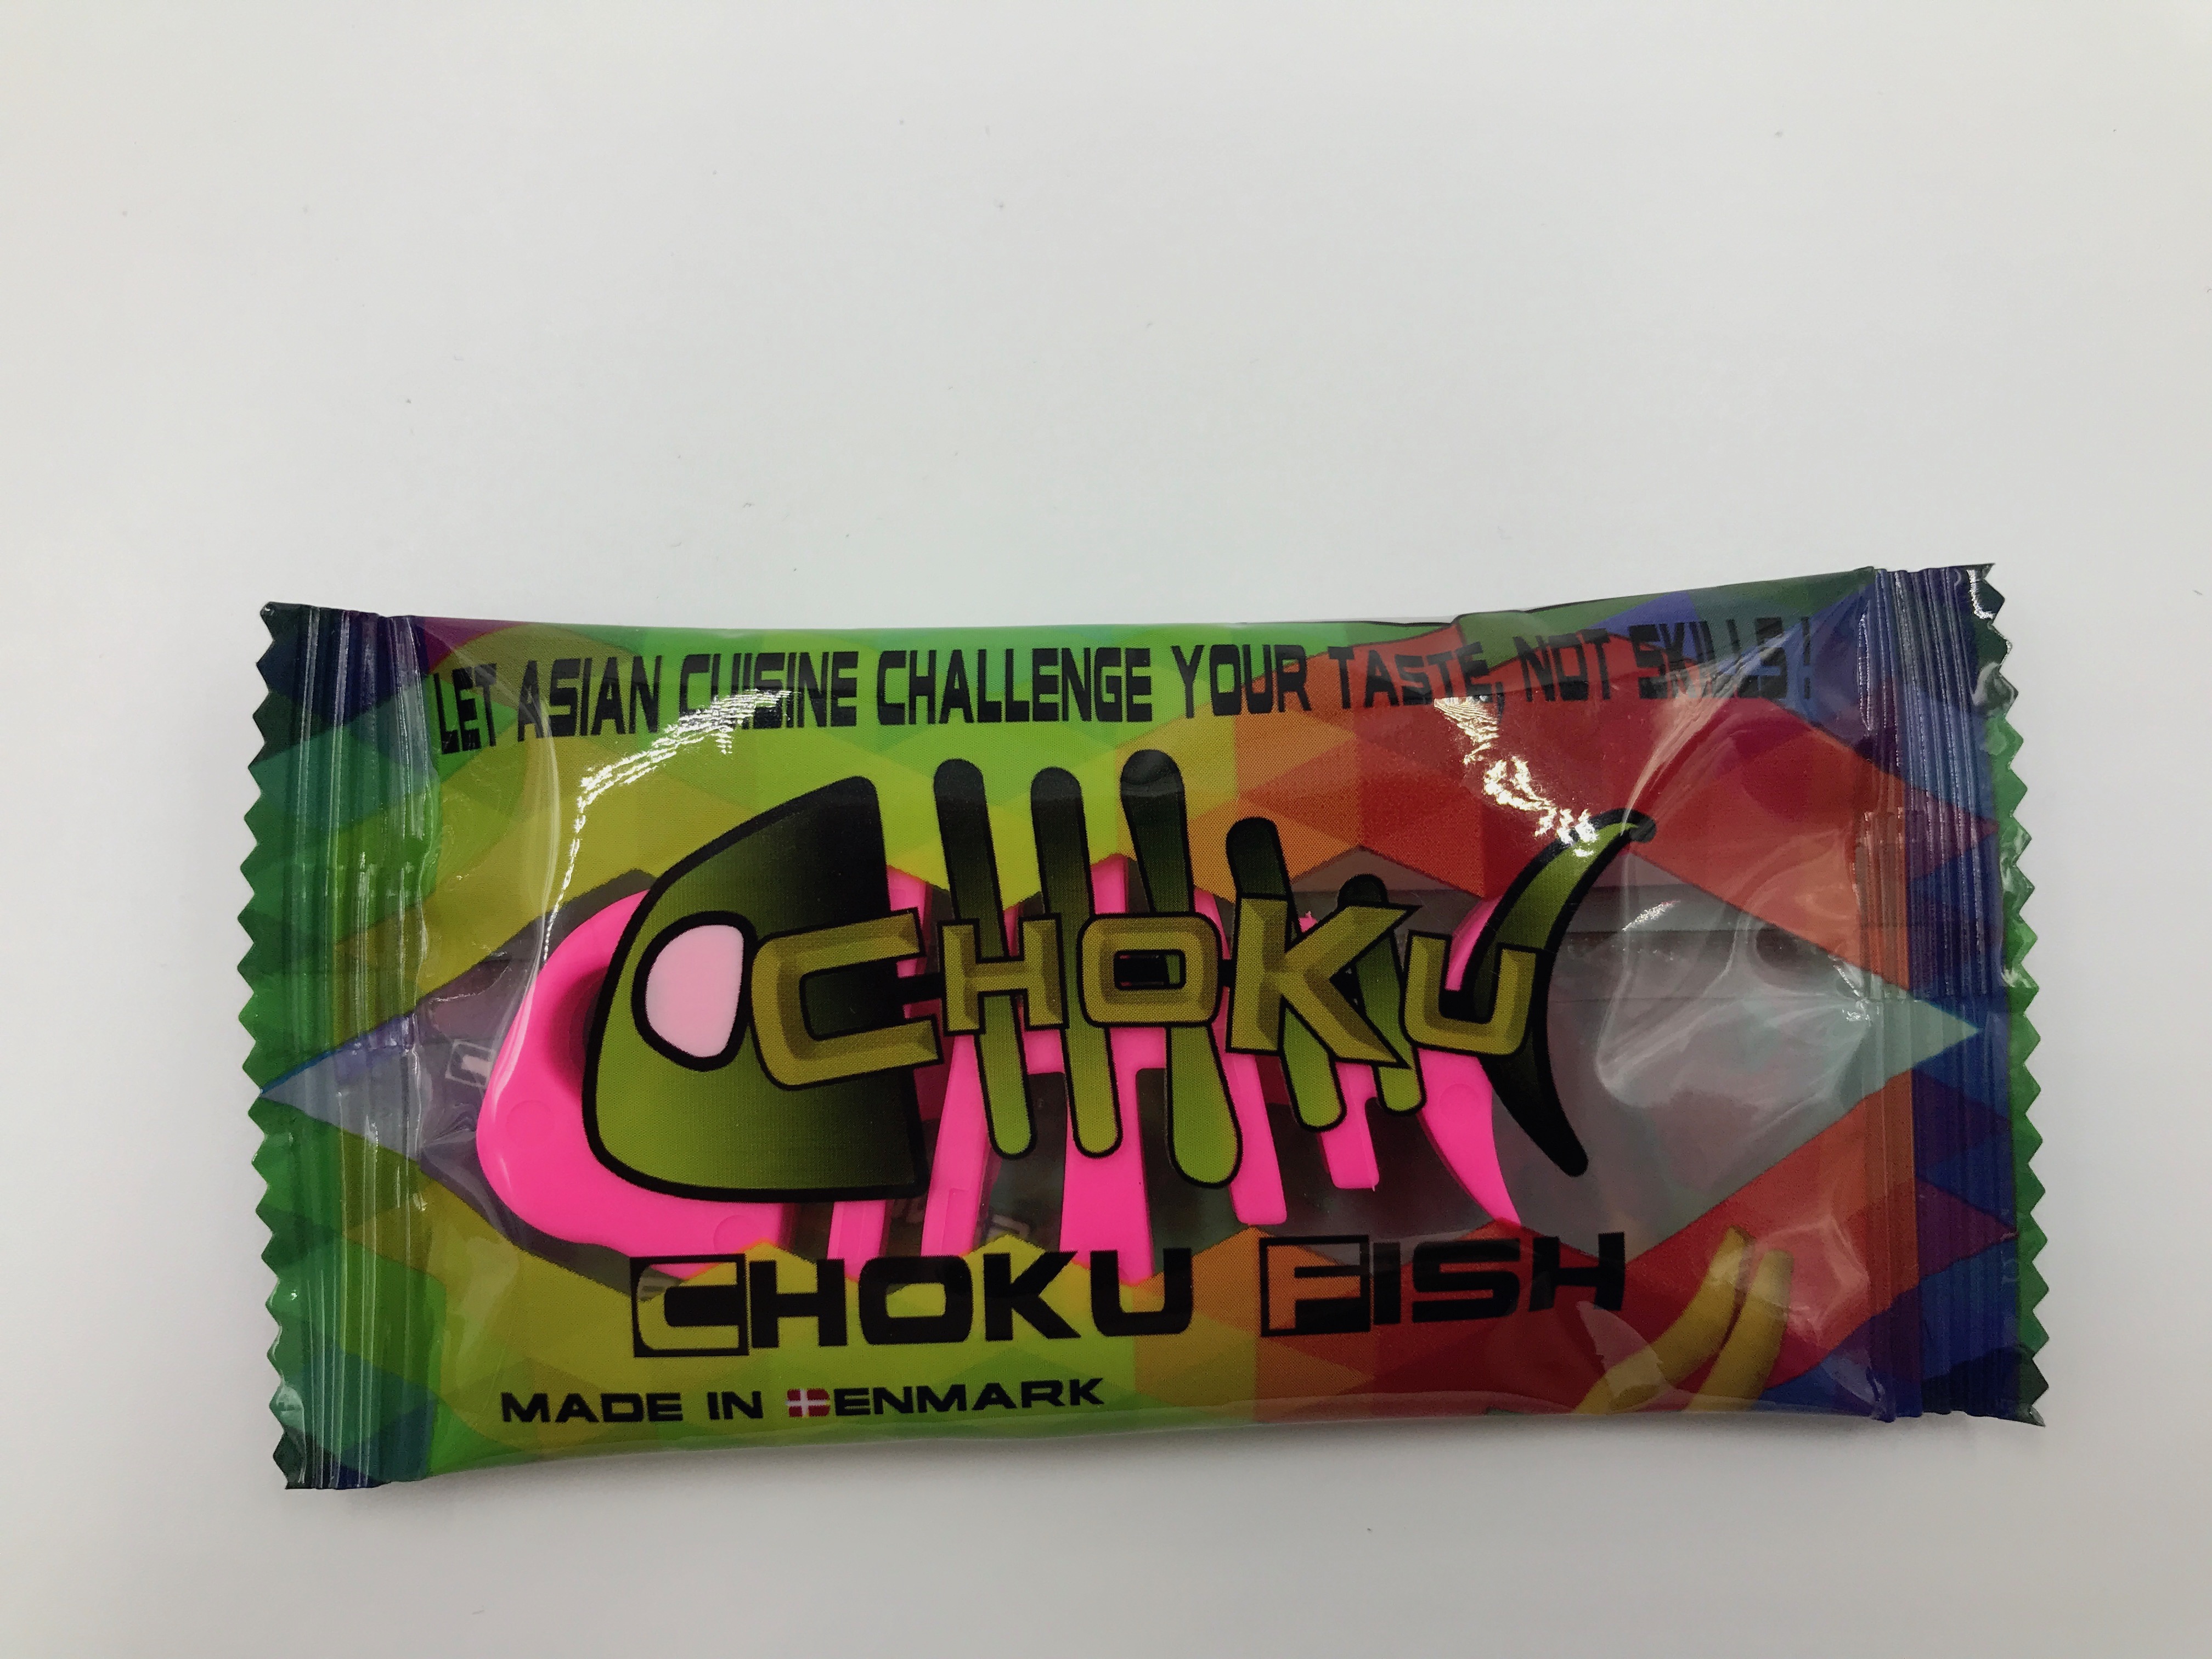 LET ASIAN CUISINE CHALLENGE YOUR TASTE, NOT SKILLS!
CHOKU
CHOKU FISH
MADE IN DENMARK